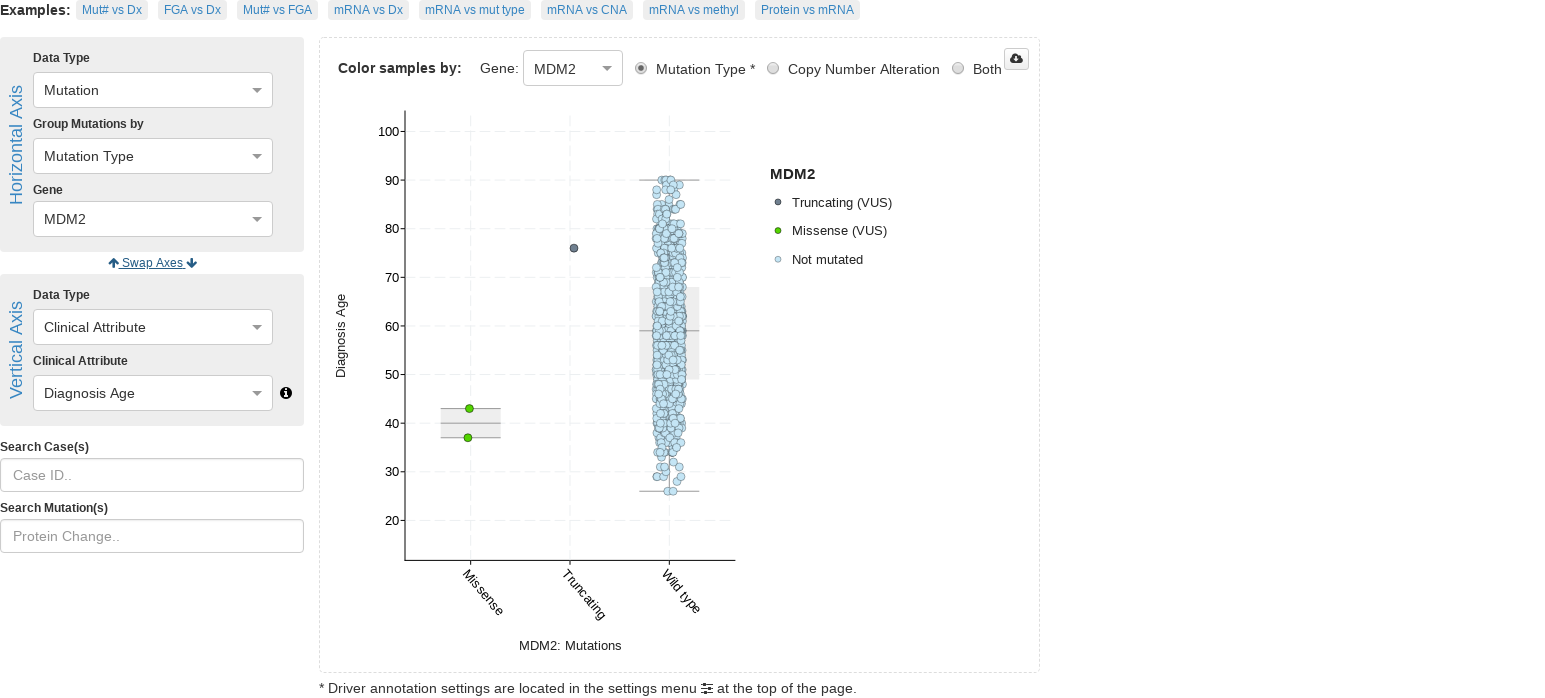 Examples: Mut# vs Dx FGA vs Dx Mut# vs FGA mRNA vs Dx mRNA vs mut type mRNA vs CNA mRNA vs methyl Protein vs mRNA
Horizontal Axis
Data Type
Mutation
Group Mutations by
Mutation Type
Gene
MDM2
Swap Axes
Vertical Axis
Data Type
Clinical Attribute
Clinical Attribute
Diagnosis Age
Search Case(s)
Case ID..
Search Mutation(s)
Protein Change..
Color samples by: Gene: MDM2 Mutation Type * Copy Number Alteration Both
Diagnosis Age
100
90
80
70
60
50
40
30
20
Missense
Truncating
Wild type
MDM2: Mutations
MDM2
Truncating (VUS)
Missense (VUS)
Not mutated
* Driver annotation settings are located in the settings menu at the top of the page.